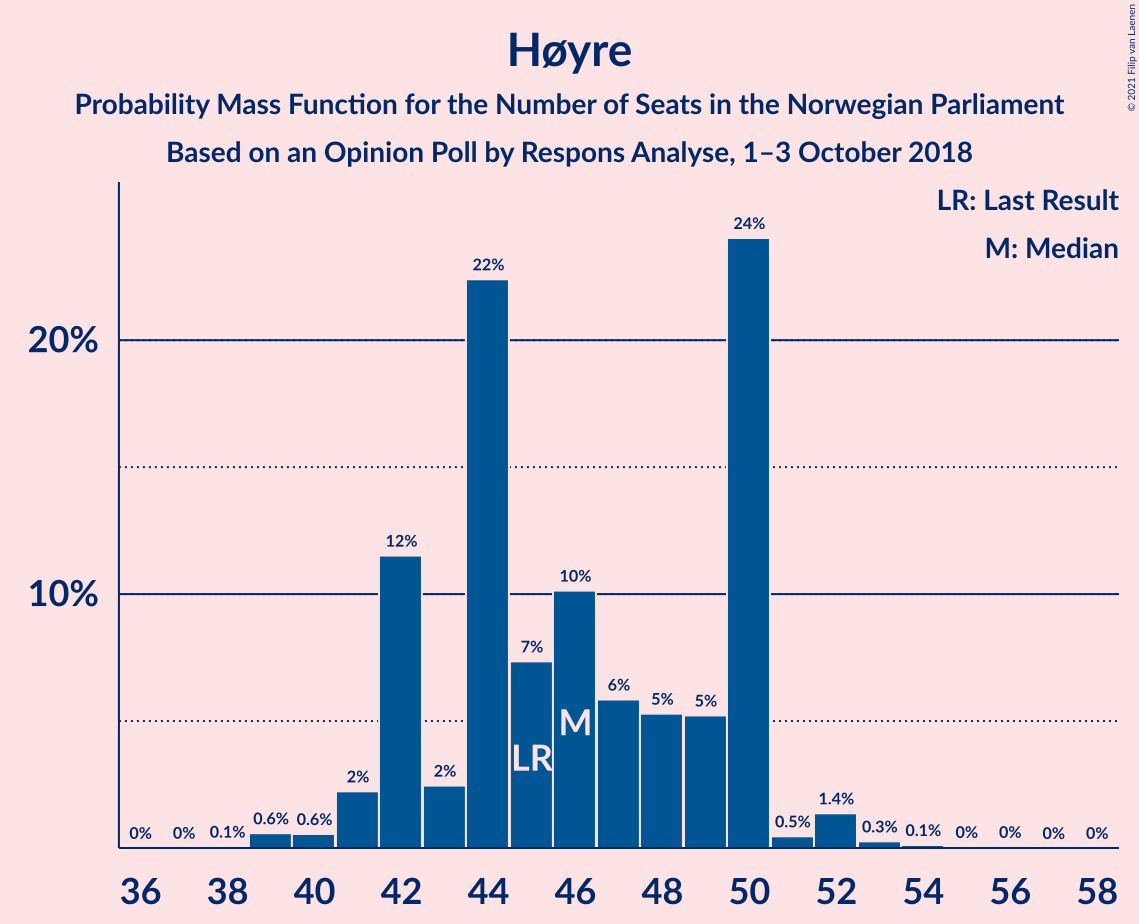 Høyre
Probability Mass Function for the Number of Seats in the Norwegian Parliament
Based on an Opinion Poll by Respons Analyse, 1–3 October 2018
© 2021 Filip van Laenen
LR: Last Result
M: Median
20%
10%
0% 0% 0.1% 0.6% 0.6% 2% 12% 2% 22% 7% 10% 6% 5% 5% 24% 0.5% 1.4% 0.3% 0.1% 0% 0% 0% 0%
LR M
36 38 40 42 44 46 48 50 52 54 56 58